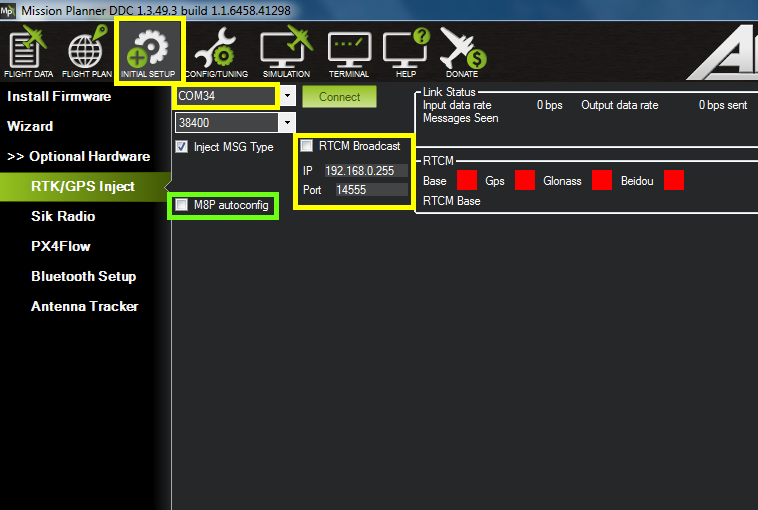 Mp Mission Planner DDC 1.3.49.3 build 1.1.6458.41298
FLIGHT DATA FLIGHT PLAN INITIAL SETUP CONFIG/TUNING SIMULATION TERMINAL HELP DONATE
Install Firmware
Wizard
>> Optional Hardware
RTK/GPS Inject
Sik Radio
PX4Flow
Bluetooth Setup
Antenna Tracker
COM34
Connect
38400
Inject MSG Type
RTCM Broadcast
IP 192.168.0.255
Port 14555
M8P autoconfig
Link Status
Input data rate 0 bps Output data rate 0 bps sent
Messages Seen
RTCM
Base Gps Glonass Beidou
RTCM Base